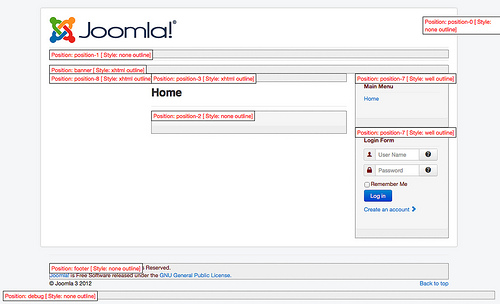 Joomla!®
Position: position-0 [ Style: none outline]
Position: position-1 [ Style: none outline]
Position: banner [ Style: xhtml outline]
Position: position-8 [ Style: xhtml outline]
Position: position-3 [ Style: xhtml outline]
Position: position-7 [ Style: well outline]
Main Menu
Home
Home
Position: position-2 [ Style: none outline]
Position: position-7 [ Style: well outline]
Login Form
User Name
Password
Remember Me
Log in
Create an account
Position: footer [ Style: none outline] s Reserved.
Joomla! is Free Software released under the GNU General Public License.
© Joomla 3 2012
Back to top
Position: debug [ Style: none outline]